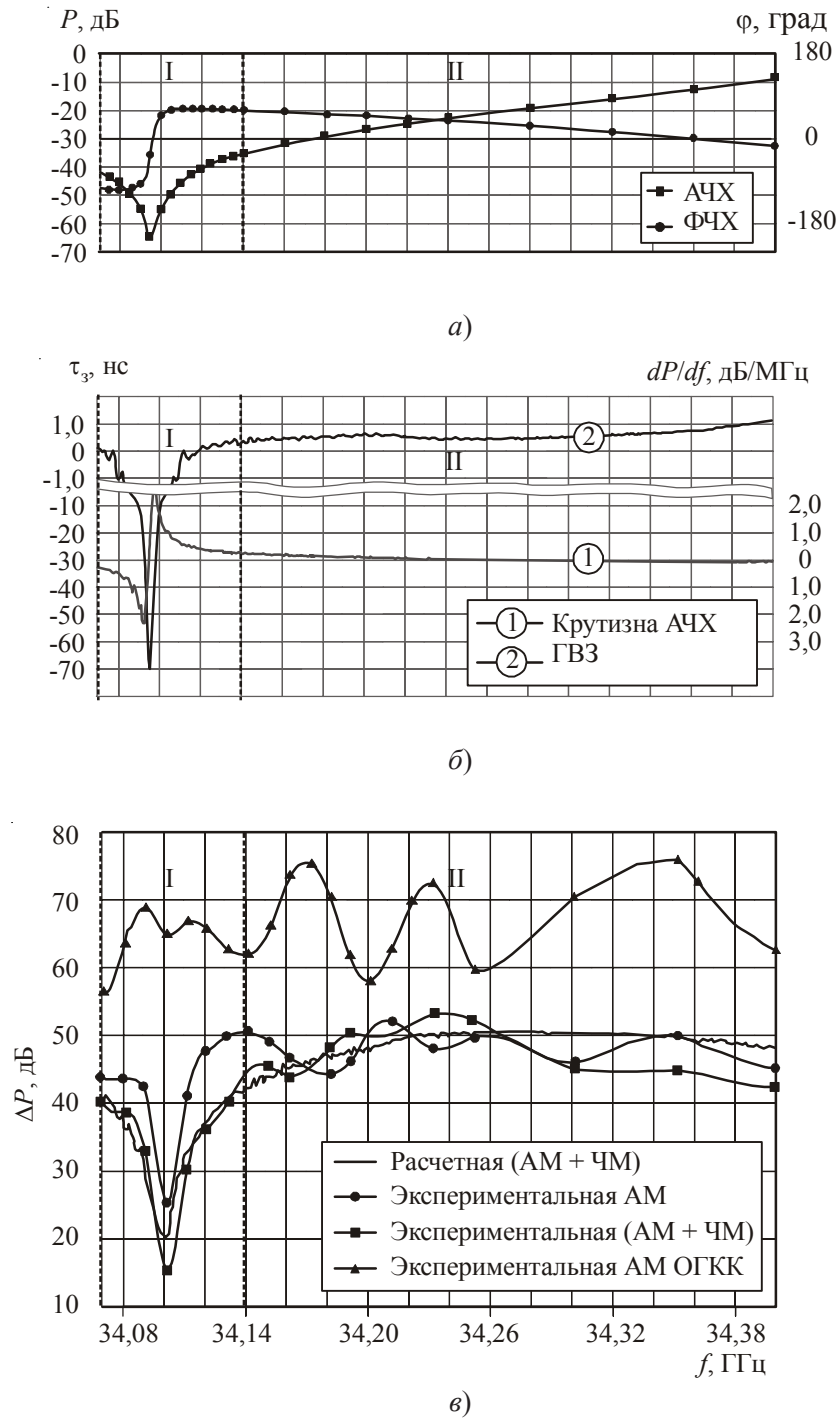 P, дБ
φ, град
0
-10
-20
-30
-40
-50
-60
-70
I
II
180
0
-180
АЧХ
ФЧХ
а)
τз, нс
dP/df, дБ/МГц
1,0
0
-1,0
-10
-20
-30
-40
-50
-60
-70
I
II
2
1
2,0
1,0
0
1,0
2,0
3,0
1 Крутизна АЧХ
2 ГВЗ
б)
80
70
60
50
40
30
20
10
ΔP, дБ
I
II
Расчетная (АМ + ЧМ)
Экспериментальная АМ
Экспериментальная (АМ + ЧМ)
Экспериментальная АМ ОГКК
34,08 34,14 34,20 34,26 34,32 34,38
f, ГГц
в)